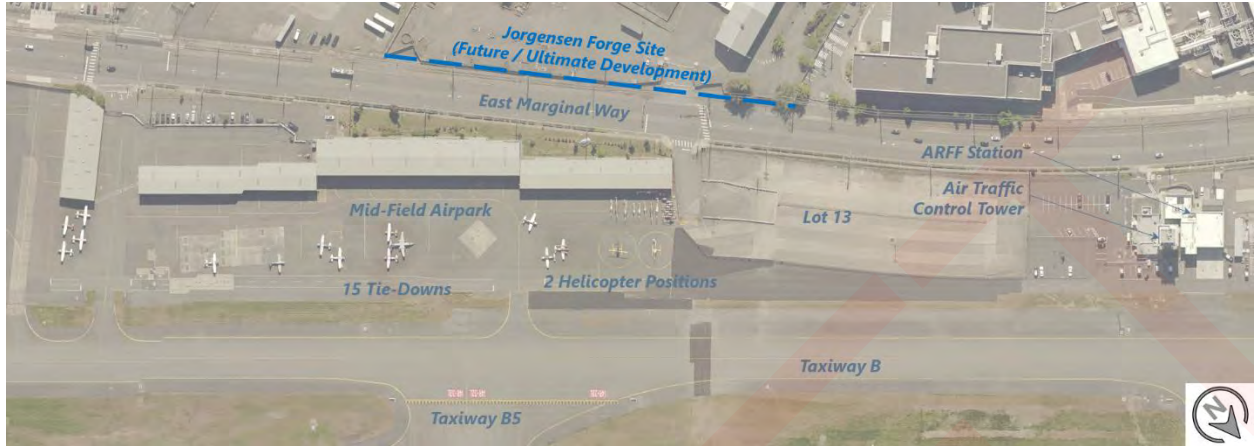 Jorgensen Forge Site
(Future / Ultimate Development)
East Marginal Way
ARFF Station
Mid-Field Airpark
Lot 13
Air Traffic
Control Tower
15 Tie-Downs
2 Helicopter Positions
Taxiway B
Taxiway B5
N